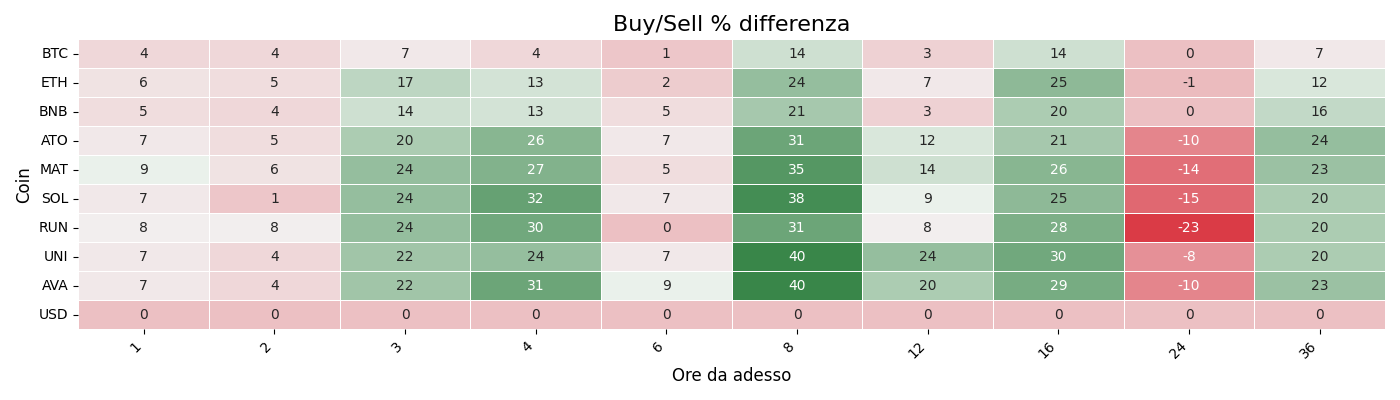 Buy/Sell % differenza
Coin
BTC 4 4 7 4 1 14 3 14 0 7
ETH 6 5 17 13 2 24 7 25 -1 12
BNB 5 4 14 13 5 21 3 20 0 16
ATO 7 5 20 26 7 31 12 21 -10 24
MAT 9 6 24 27 5 35 14 26 -14 23
SOL 7 1 24 32 7 38 9 25 -15 20
RUN 8 8 24 30 0 31 8 28 -23 20
UNI 7 4 22 24 7 40 24 30 -8 20
AVA 7 4 22 31 9 40 20 29 -10 23
USD 0 0 0 0 0 0 0 0 0 0
1 2 3 4 6 8 12 16 24 36
Ore da adesso